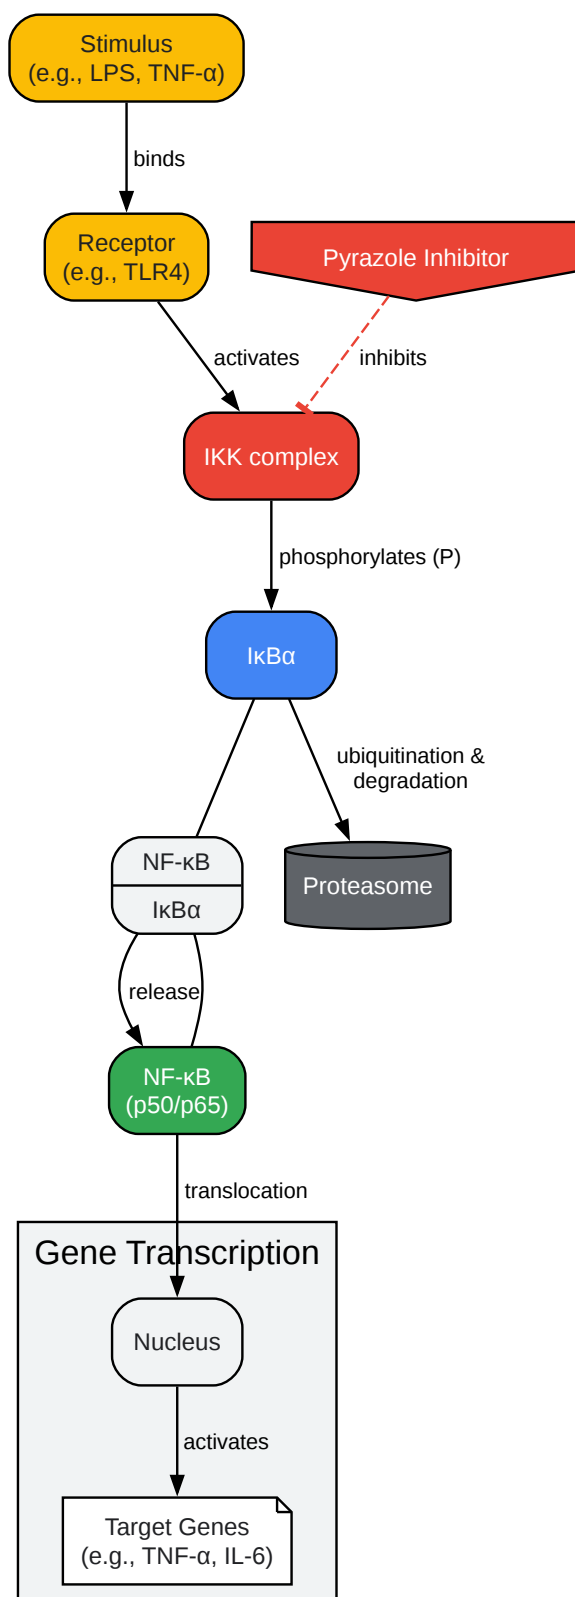 Stimulus
(e.g., LPS, TNF-α)
binds
Receptor
(e.g., TLR4)
Pyrazole Inhibitor
activates
inhibits
IKK complex
phosphorylates (P)
IκBα
ubiquitination &
degradation
NF-κB
IκBα
Proteasome
release
NF-κB
(p50/p65)
translocation
Gene Transcription
Nucleus
activates
Target Genes
(e.g., TNF-α, IL-6)